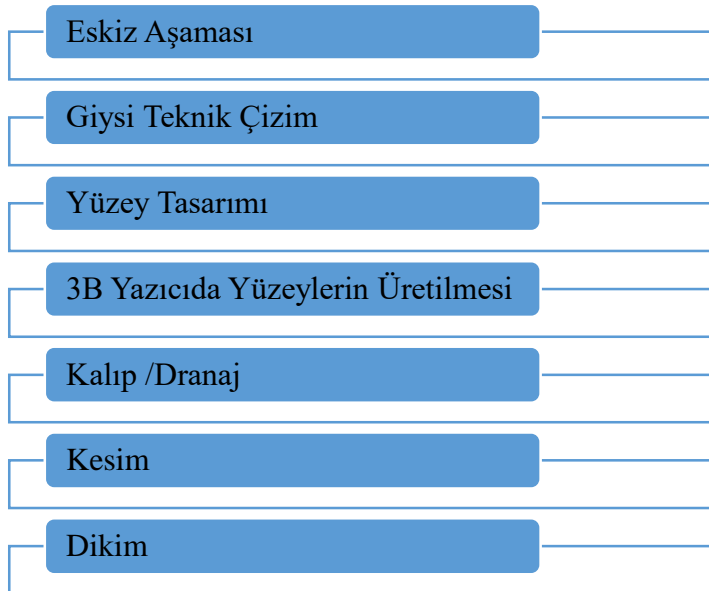 Eskiz Aşaması
Giysi Teknik Çizim
Yüzey Tasarımı
3B Yazıcıda Yüzeylerin Üretilmesi
Kalıp /Dranaj
Kesim
Dikim